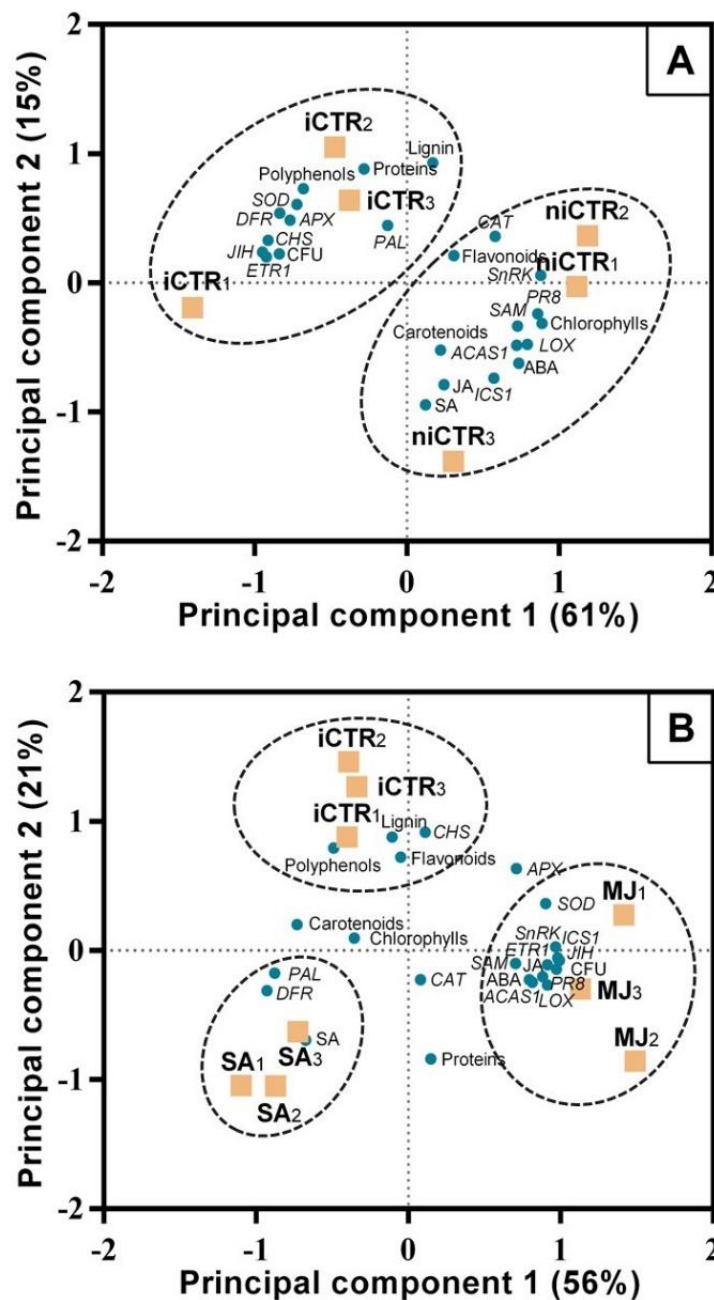 A
2
1
0
-1
-2
Principal component 2 (15%)
iCTR2
Lignin
Polyphenols
Proteins
SOD
iCTR3
niCTR2
DFR
APX
CAT
CHS
PAL
JIH
CFU
Flavonoids
niCTR1
ETR1
SnRK
iCTR1
PR8
SAM
Chlorophylls
Carotenoids
ACAS1
LOX
ABA
JA
ICS1
SA
niCTR3
-2
-1
0
1
2
Principal component 1 (61%)
B
2
1
0
-1
-2
Principal component 2 (21%)
iCTR2
iCTR3
iCTR1
Lignin
CHS
Polyphenols
Flavonoids
APX
SOD
MJ1
Carotenoids
SnRK
ICS1
Chlorophylls
ETR1
JIH
SAM
JA
CFU
PAL
CAT
ABA
PR8
DFR
ACAS1
LOX
MJ3
SA
SA1
SA3
Proteins
MJ2
SA2
-2
-1
0
1
2
Principal component 1 (56%)